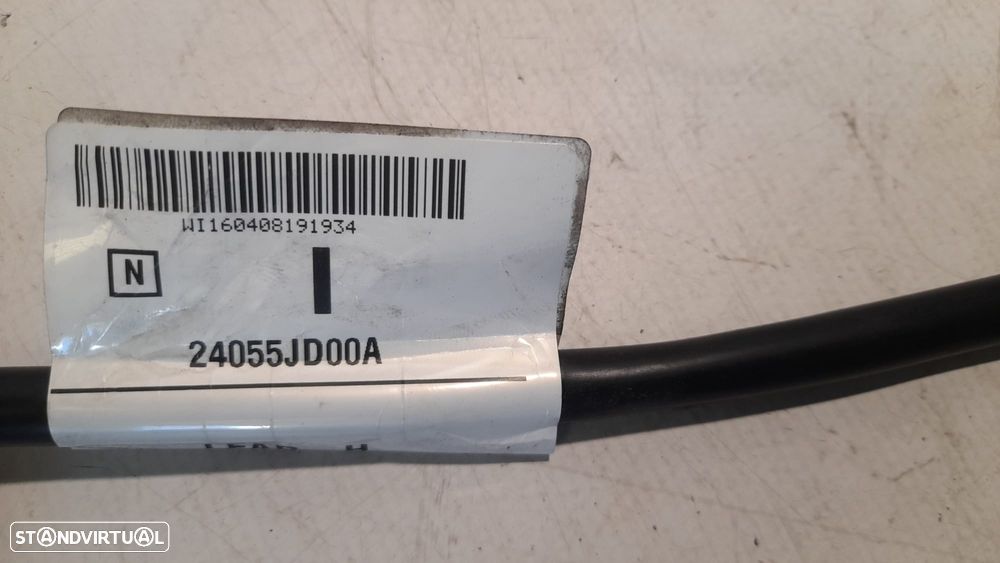 WI160408191934
N
I
24055JD00A
STANDVIRTUAL